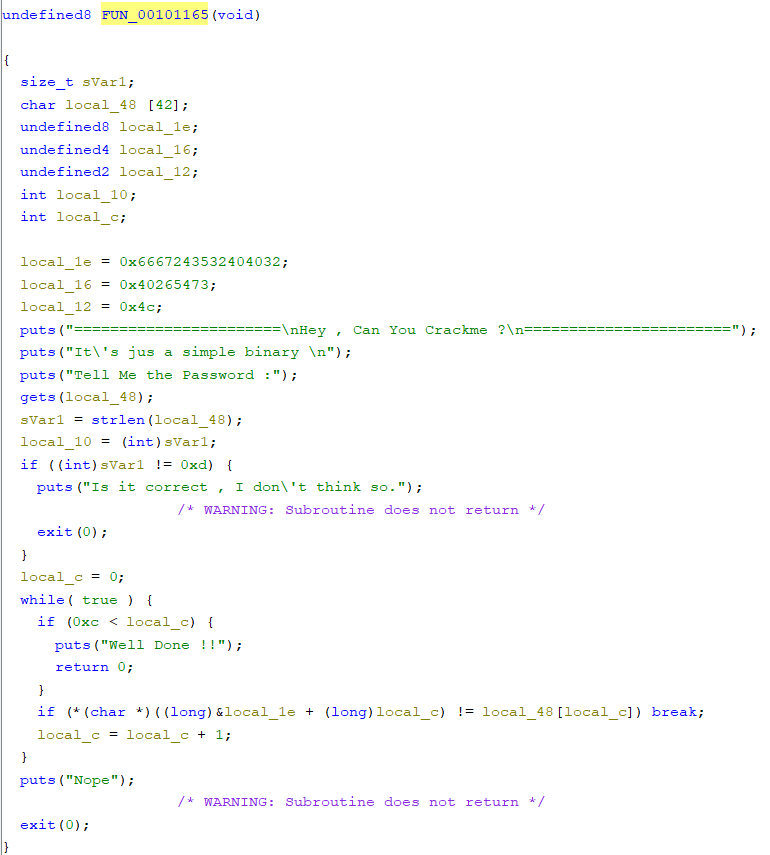 undefined8 FUN_00101165(void)
{
size_t sVar1;
char local_48 [42];
undefined8 local_1e;
undefined4 local_16;
undefined2 local_12;
int local_10;
int local_c;
local_1e = 0x6667243532404032;
local_16 = 0x40265473;
local_12 = 0x4c;
puts("=======================\nHey , Can You Crackme ?\n=======================");
puts("It\'s jus a simple binary \n");
puts("Tell Me the Password :");
gets(local_48);
sVar1 = strlen(local_48);
local_10 = (int)sVar1;
if ((int)sVar1 != 0xd) {
puts("Is it correct , I don\'t think so.");
/* WARNING: Subroutine does not return */
exit(0);
}
local_c = 0;
while( true ) {
if (0xc < local_c) {
puts("Well Done !!");
return 0;
}
if (*(char *)((long)&local_1e + (long)local_c) != local_48[local_c]) break;
local_c = local_c + 1;
}
puts("Nope");
/* WARNING: Subroutine does not return */
exit(0);
}